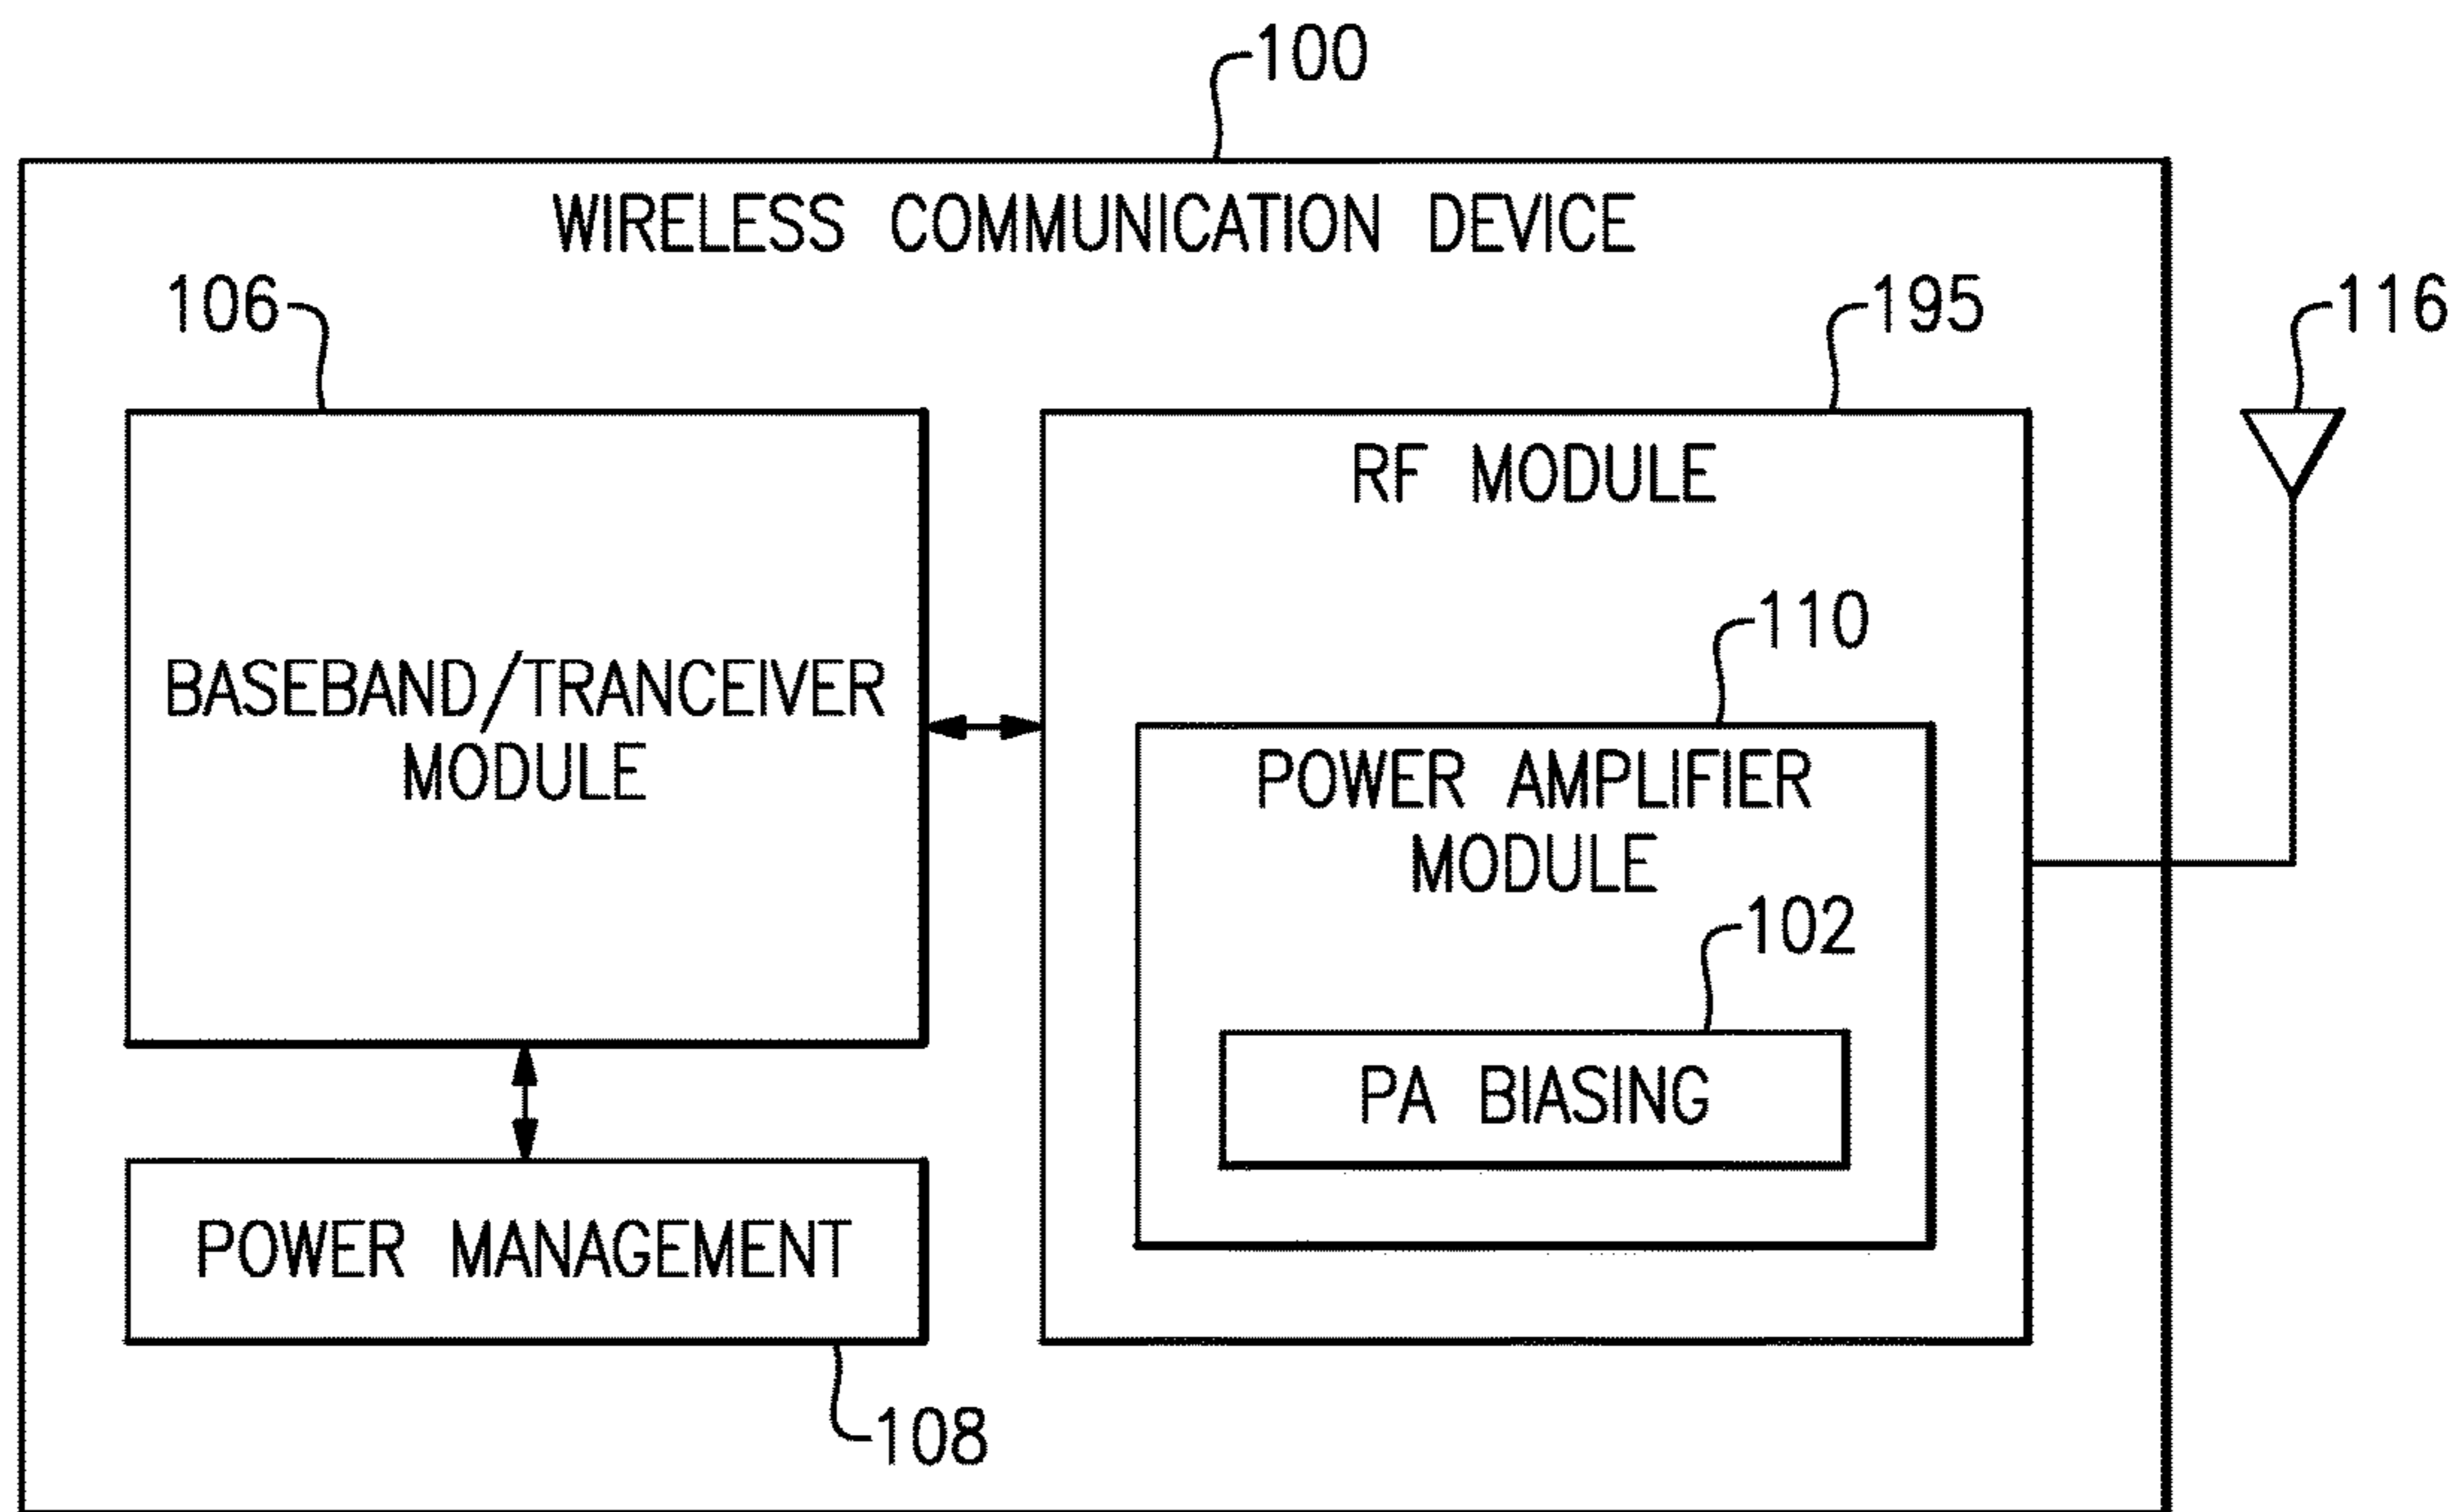 100
WIRELESS COMMUNICATION DEVICE
106
195
116
RF MODULE
110
BASEBAND/TRANCEIVER
MODULE
POWER AMPLIFIER
MODULE
102
PA BIASING
POWER MANAGEMENT
108